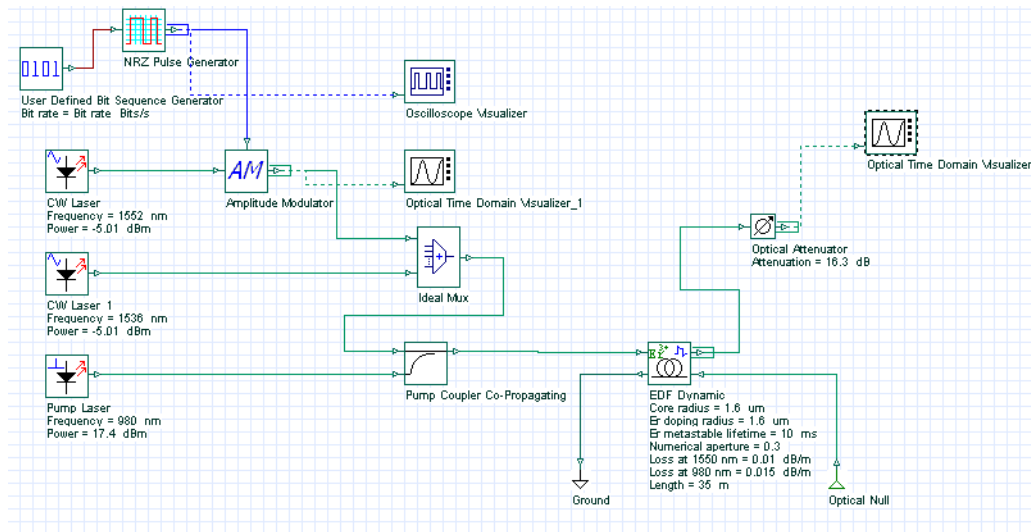 NRZ Pulse Generator
0101
User Defined Bit Sequence Generator
Bit rate = Bit rate Bits/s
Oscilloscope Visualizer
AM
Amplitude Modulator
Optical Time Domain Visualizer_1
Optical Time Domain Visualizer
CW Laser
Frequency = 1552 nm
Power = -5.01 dBm
Ideal Mux
Optical Attenuator
Attenuation = 16.3 dB
CW Laser 1
Frequency = 1536 nm
Power = -5.01 dBm
Pump Coupler Co-Propagating
Pump Laser
Frequency = 980 nm
Power = 17.4 dBm
Er 3+
EDF Dynamic
Core radius = 1.6 um
Er doping radius = 1.6 um
Er metastable lifetime = 10 ms
Numerical aperture = 0.3
Loss at 1550 nm = 0.01 dB/m
Loss at 980 nm = 0.015 dB/m
Length = 35 m
Ground
Optical Null